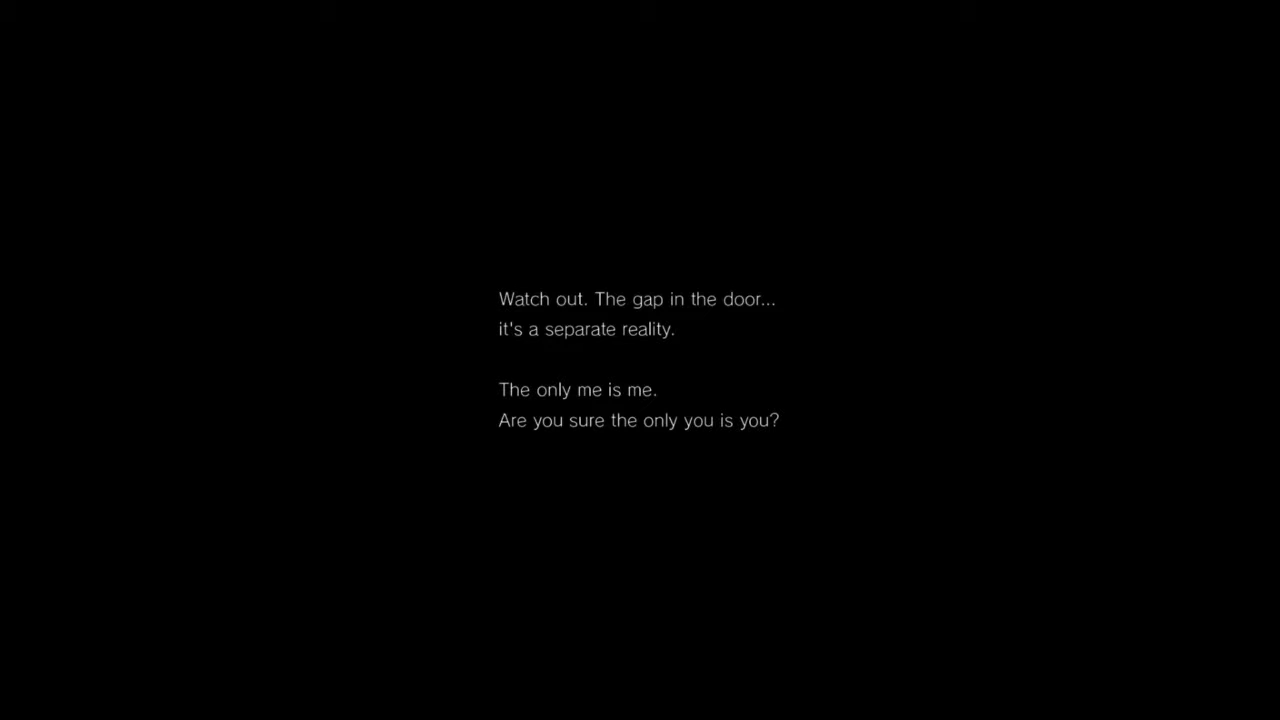 Watch out. The gap in the door...
it's a separate reality.
The only me is me.
Are you sure the only you is you?